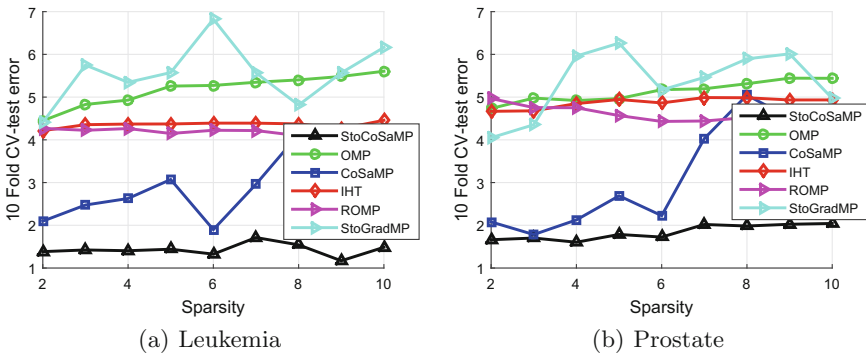 10 Fold CV-test error
7
6
5
4
3
2
1
2 4 6 8 10
Sparsity
StoCoSaMP
OMP
CoSaMP
IHT
ROMP
StoGradMP
(a) Leukemia
10 Fold CV-test error
7
6
5
4
3
2
1
2 4 6 8 10
Sparsity
StoCoSaMP
OMP
CoSaMP
IHT
ROMP
StoGradMP
(b) Prostate